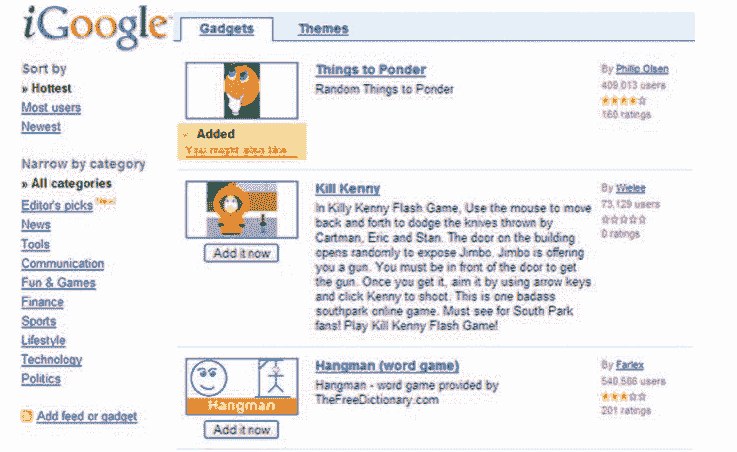 iGoogle
Gadgets
Themes
Sort by
» Hottest
Most users
Newest
Narrow by category
» All categories
Editor's picks New!
News
Tools
Communication
Fun & Games
Finance
Sports
Lifestyle
Technology
Politics
Add feed or gadget
Things to Ponder
Random Things to Ponder
By Philip Olsen
409,013 users
160 ratings
Added
You might also like
Kill Kenny
In Killy Kenny Flash Game, Use the mouse to move
back and forth to dodge the knives thrown by
Cartman, Eric and Stan. The door on the building
opens randomly to expose Jimbo. Jimbo is offering
you a gun. You must be in front of the door to get
the gun. Once you get it, aim it by using arrow keys
and click Kenny to shoot. This is one badass
southpark online game. Must see for South Park
fans! Play Kill Kenny Flash Game!
By Wielee
73,129 users
0 ratings
Add it now
Hangman (word game)
Hangman - word game provided by
TheFreeDictionary.com
By Farlex
540,586 users
201 ratings
Hangman
Add it now